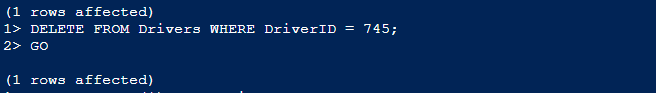 (1 rows affected)
1> DELETE FROM Drivers WHERE DriverID = 745;
2> GO
(1 rows affected)